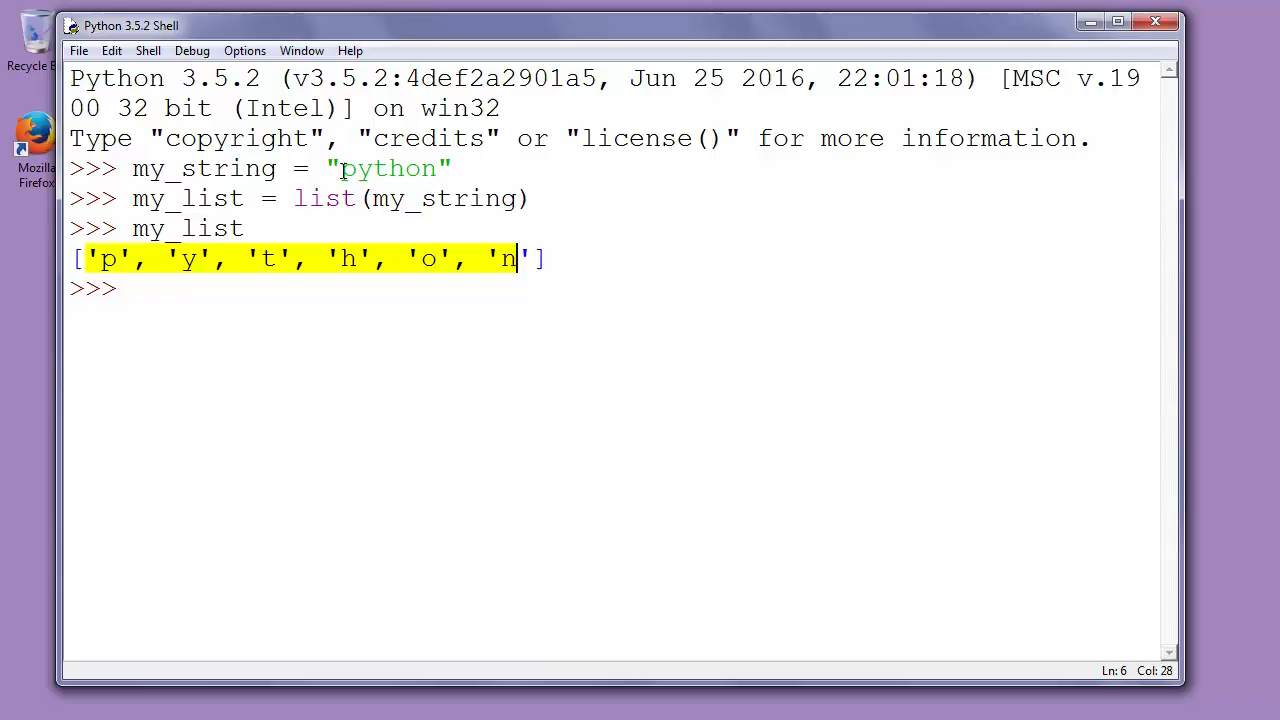 Recycle B
Mozilla
Firefox
Python 3.5.2 Shell
File Edit Shell Debug Options Window Help
Python 3.5.2 (v3.5.2:4def2a2901a5, Jun 25 2016, 22:01:18) [MSC v.19
00 32 bit (Intel)] on win32
Type "copyright", "credits" or "license()" for more information.
>>> my_string = "python"
>>> my_list = list(my_string)
>>> my_list
['p', 'y', 't', 'h', 'o', 'n']
>>>
Ln: 6 Col: 28